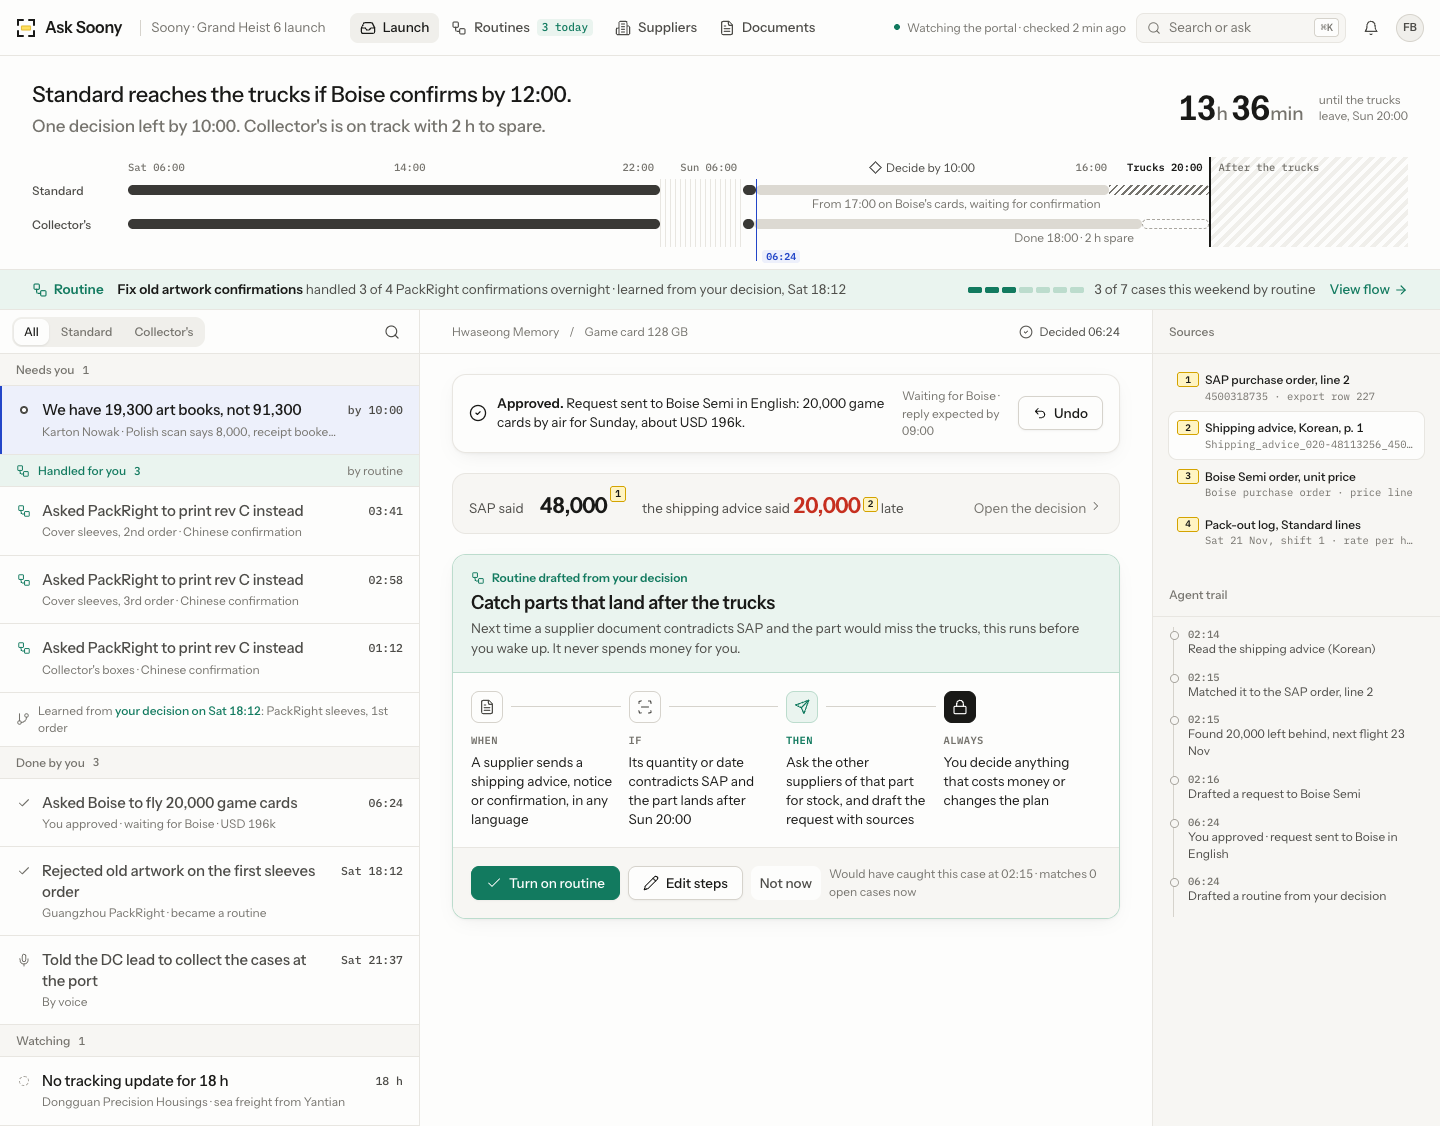 Ask Soony
Soony · Grand Heist 6 launch
Launch
Routines 3 today
Suppliers
Documents
Watching the portal · checked 2 min ago
Search or ask ⌘K
FB
Standard reaches the trucks if Boise confirms by 12:00.
One decision left by 10:00. Collector's is on track with 2 h to spare.
13h 36min
until the trucks
leave, Sun 20:00
Sat 06:00 14:00 22:00 Sun 06:00 Decide by 10:00 16:00 Trucks 20:00 After the trucks
Standard
From 17:00 on Boise's cards, waiting for confirmation
Collector's
Done 18:00 · 2 h spare
06:24
Routine Fix old artwork confirmations handled 3 of 4 PackRight confirmations overnight · learned from your decision, Sat 18:12
3 of 7 cases this weekend by routine View flow →
All Standard Collector's
Needs you 1
We have 19,300 art books, not 91,300 by 10:00
Karton Nowak · Polish scan says 8,000, receipt booke…
Handled for you 3 by routine
Asked PackRight to print rev C instead 03:41
Cover sleeves, 2nd order · Chinese confirmation
Asked PackRight to print rev C instead 02:58
Cover sleeves, 3rd order · Chinese confirmation
Asked PackRight to print rev C instead 01:12
Collector's boxes · Chinese confirmation
Learned from your decision on Sat 18:12: PackRight sleeves, 1st
order
Done by you 3
Asked Boise to fly 20,000 game cards 06:24
You approved · waiting for Boise · USD 196k
Rejected old artwork on the first sleeves Sat 18:12
order
Guangzhou PackRight · became a routine
Told the DC lead to collect the cases at Sat 21:37
the port
By voice
Watching 1
No tracking update for 18 h 18 h
Dongguan Precision Housings · sea freight from Yantian
Hwaseong Memory / Game card 128 GB
Decided 06:24
Approved. Request sent to Boise Semi in English: 20,000 game
cards by air for Sunday, about USD 196k.
Waiting for Boise ·
reply expected by
09:00
Undo
SAP said 48,000 1 the shipping advice said 20,000 2 late
Open the decision
Routine drafted from your decision
Catch parts that land after the trucks
Next time a supplier document contradicts SAP and the part would miss the trucks, this runs before
you wake up. It never spends money for you.
WHEN
A supplier sends a
shipping advice, notice
or confirmation, in any
language
IF
Its quantity or date
contradicts SAP and
the part lands after
Sun 20:00
THEN
Ask the other
suppliers of that part
for stock, and draft the
request with sources
ALWAYS
You decide anything
that costs money or
changes the plan
Turn on routine
Edit steps
Not now
Would have caught this case at 02:15 · matches 0
open cases now
Sources
1 SAP purchase order, line 2
4500318735 · export row 227
2 Shipping advice, Korean, p. 1
Shipping_advice_020-48113256_450…
3 Boise Semi order, unit price
Boise purchase order · price line
4 Pack-out log, Standard lines
Sat 21 Nov, shift 1 · rate per h…
Agent trail
02:14
Read the shipping advice (Korean)
02:15
Matched it to the SAP order, line 2
02:15
Found 20,000 left behind, next flight 23
Nov
02:16
Drafted a request to Boise Semi
06:24
You approved · request sent to Boise in
English
06:24
Drafted a routine from your decision